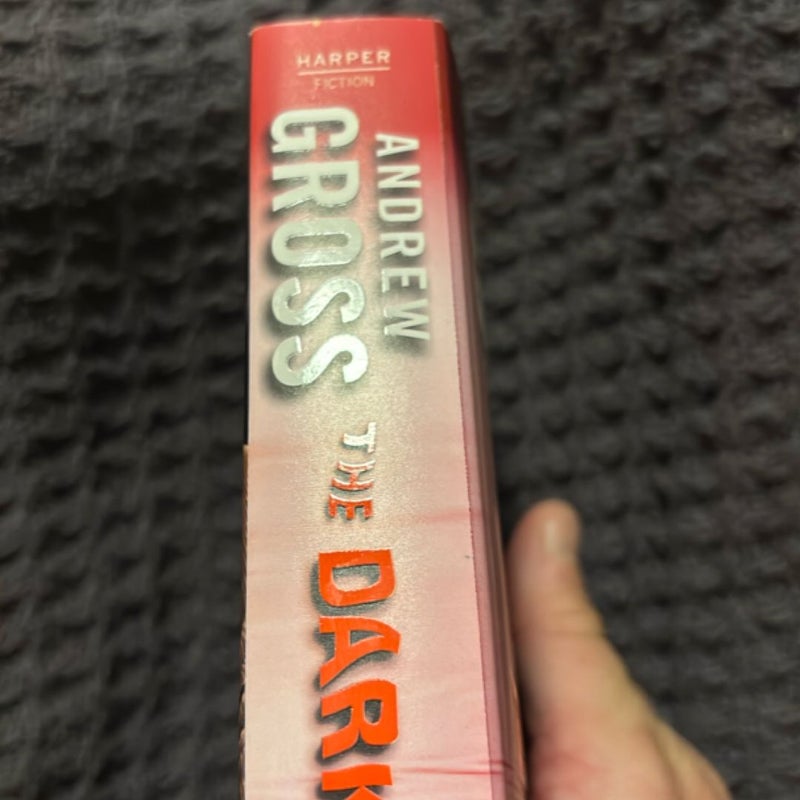 HARPER
FICTION
ANDREW
GROSS
THE
DARK